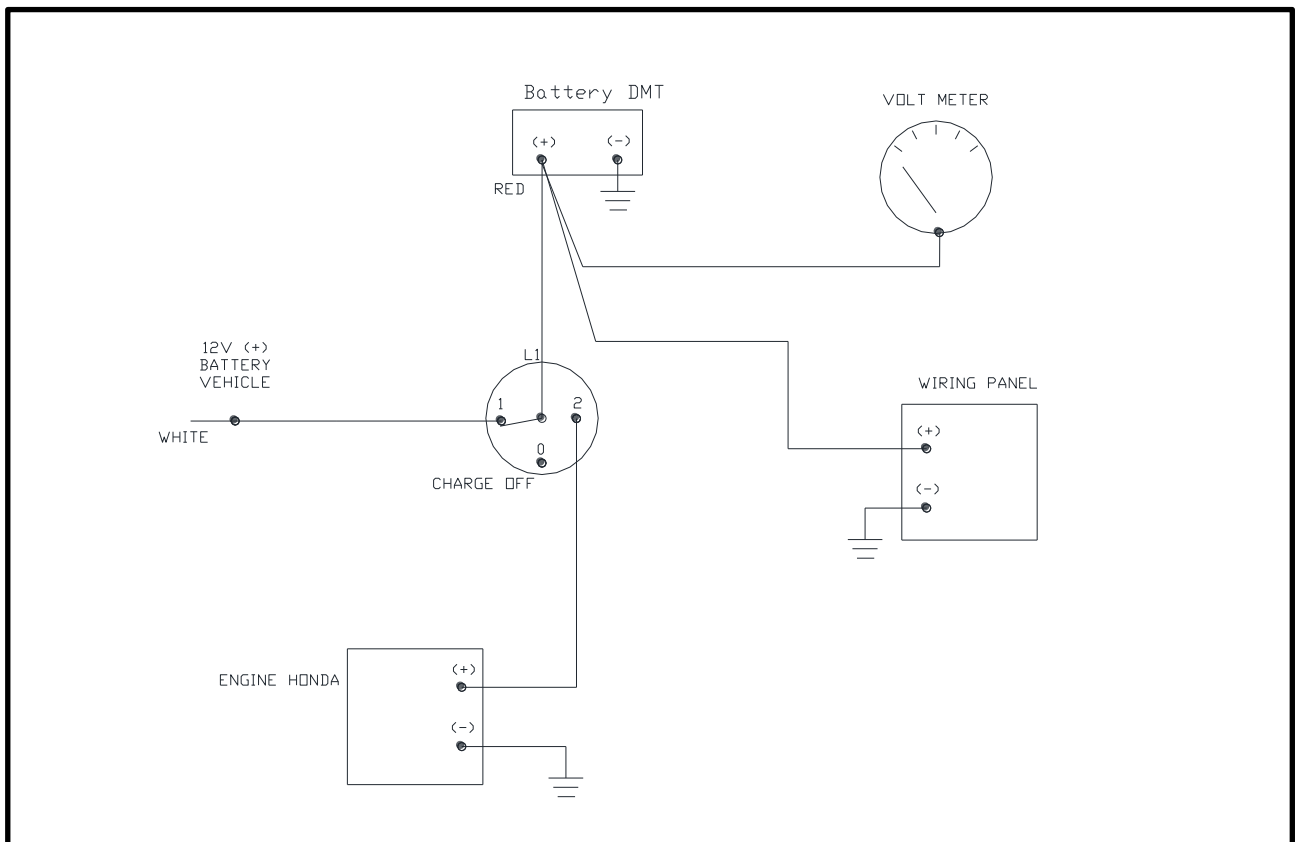 Battery DMT
VOLT METER
(+)
(-)
RED
L1
12V (+)
BATTERY
VEHICLE
WIRING PANEL
1
2
(+)
WHITE
0
CHARGE OFF
(-)
ENGINE HONDA
(+)
(-)